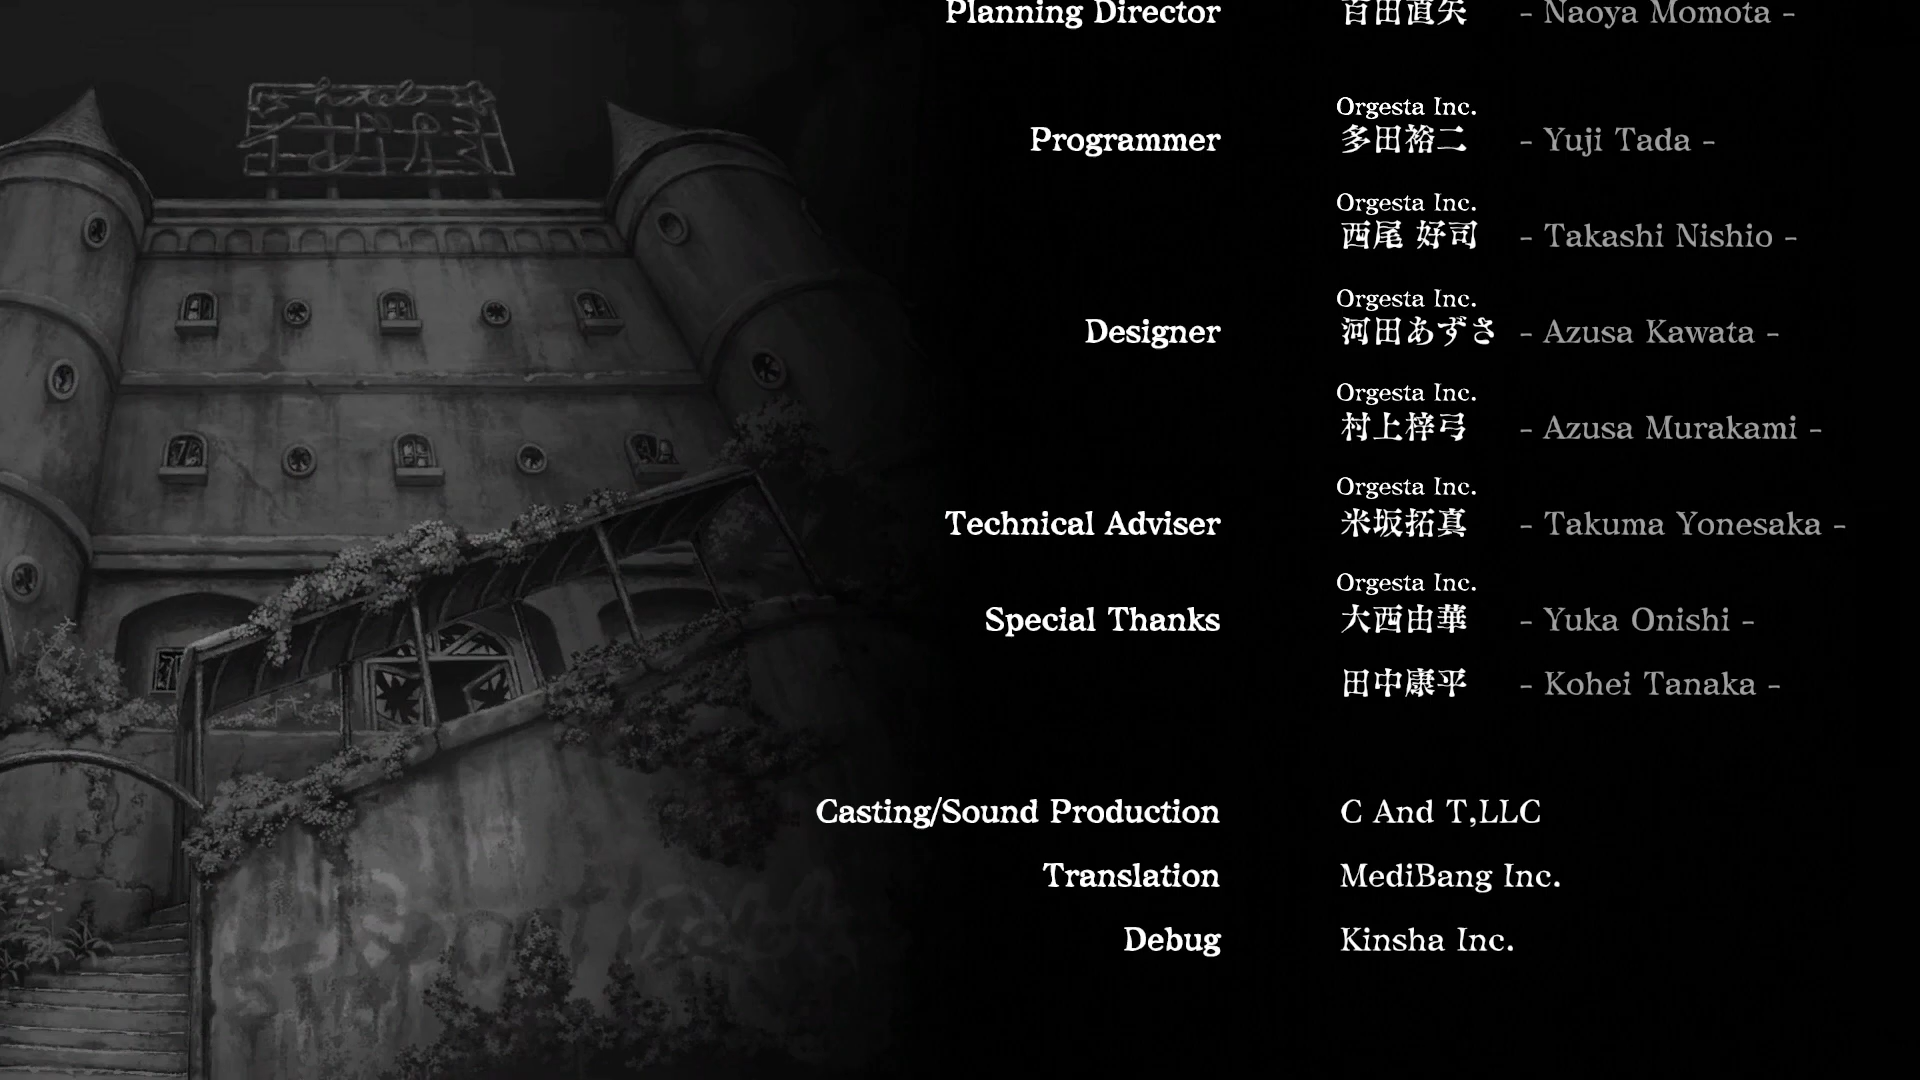 hotel
Planning Director 百田直矢 - Naoya Momota -
Orgesta Inc.
Programmer 多田裕二 - Yuji Tada -
Orgesta Inc.
西尾 好司 - Takashi Nishio -
Orgesta Inc.
Designer 河田あずさ - Azusa Kawata -
Orgesta Inc.
村上梓弓 - Azusa Murakami -
Orgesta Inc.
Technical Adviser 米坂拓真 - Takuma Yonesaka -
Orgesta Inc.
Special Thanks 大西由華 - Yuka Onishi -
田中康平 - Kohei Tanaka -
Casting/Sound Production C And T,LLC
Translation MediBang Inc.
Debug Kinsha Inc.